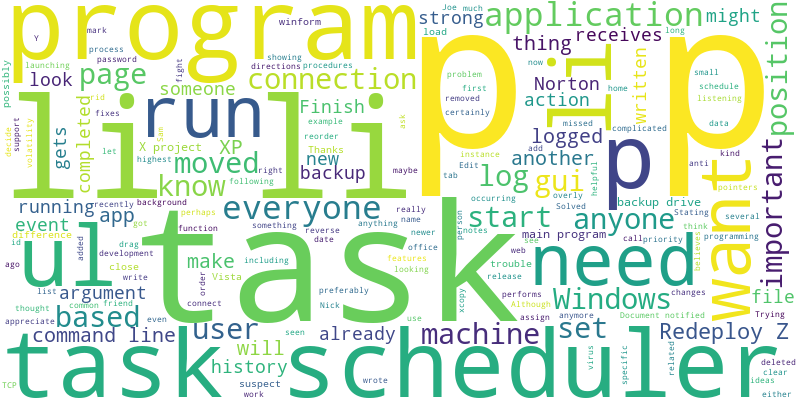 program
p p
li li
li
run
task
task scheduler
ul
need
want
p
strong
application
might
thing
receives
position
important
written
Norton
action
logged
another
anyone
log
gui
start
everyone
know
moved
connection
someone
page
look
completed
gets
Finish
X project
XP
new
backup
running
app
event
make
argument
based
command line
user
already
will
history
machine
set
Windows
file
Redeploy Z
backup drive
main program
Y
mark
process
password
launching
possibly
winform
showing
directions
procedures
fight
load
Joe
much
long
now
problem
first
removed
certainly
small
schedule
listening
home
missed
complicated
data
add
instance
tab
Edit
occurring
overly
Solved
helpful
anti
kind
pointers
Stating
several
think
programming
believes
call
priority
see
web
notes
person
trouble
release
performs
Although
assign
anymore
xcopy
use
changes
Document notified
Trying
deleted
clear
ideas
either
related
specific
virus
seen
suspect
work
wrote
TCP
Nick
preferably
appreciate
friend
common
even
thought
list
id
ago
difference
added
drag
development
close
write
got
perhaps
function
background
recently
Vista
including
order
connect
something
reverse
date
anything
name
really
newer
office
features
looking
maybe
ask
right
following
highest
let
Sam
example
reorder
Thanks
rid
fixes
volatility
support
decide